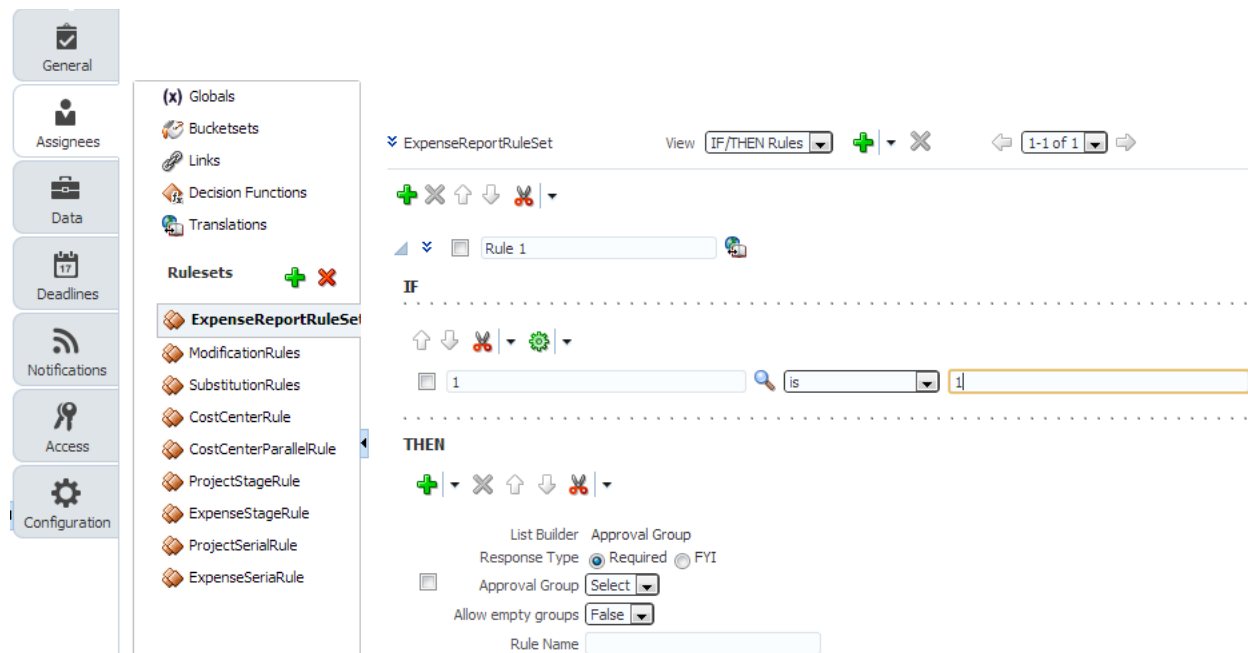 General
Assignees
Data
17
Deadlines
Notifications
Access
Configuration
(x) Globals
Bucketsets
Links
fx Decision Functions
Translations
Rulesets
ExpenseReportRuleSet
ModificationRules
SubstitutionRules
CostCenterRule
CostCenterParallelRule
ProjectStageRule
ExpenseStageRule
ProjectSerialRule
ExpenseSeriaRule
ExpenseReportRuleSet View IF/THEN Rules 1-1 of 1
Rule 1
IF
1 is 1
THEN
List Builder Approval Group
Response Type Required FYI
Approval Group Select
Allow empty groups False
Rule Name